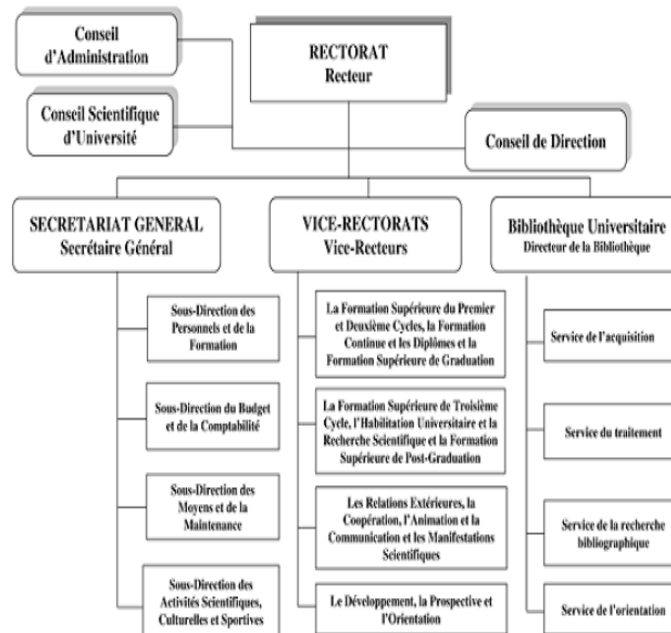 Conseil
d'Administration
RECTORAT
Recteur
Conseil Scientifique
d'Université
Conseil de Direction
SECRETARIAT GENERAL
Secrétaire Général
VICE-RECTORATS
Vice-Recteurs
Bibliothèque Universitaire
Directeur de la Bibliothèque
Sous-Direction des
Personnels et de la
Formation
Sous-Direction du Budget
et de la Comptabilité
Sous-Direction des
Moyens et de la
Maintenance
Sous-Direction des
Activités Scientifiques,
Culturelles et Sportives
La Formation Supérieure du Premier
et Deuxième Cycles, la Formation
Continue et les Diplômes et la
Formation Supérieure de Graduation
La Formation Supérieure de Troisième
Cycle, l'Habilitation Universitaire et la
Recherche Scientifique et la Formation
Supérieure de Post-Graduation
Les Relations Extérieures, la
Coopération, l'Animation et la
Communication et les Manifestations
Scientifiques
Le Développement, la Prospective et
l'Orientation
Service de l'acquisition
Service du traitement
Service de la recherche
bibliographique
Service de l'orientation